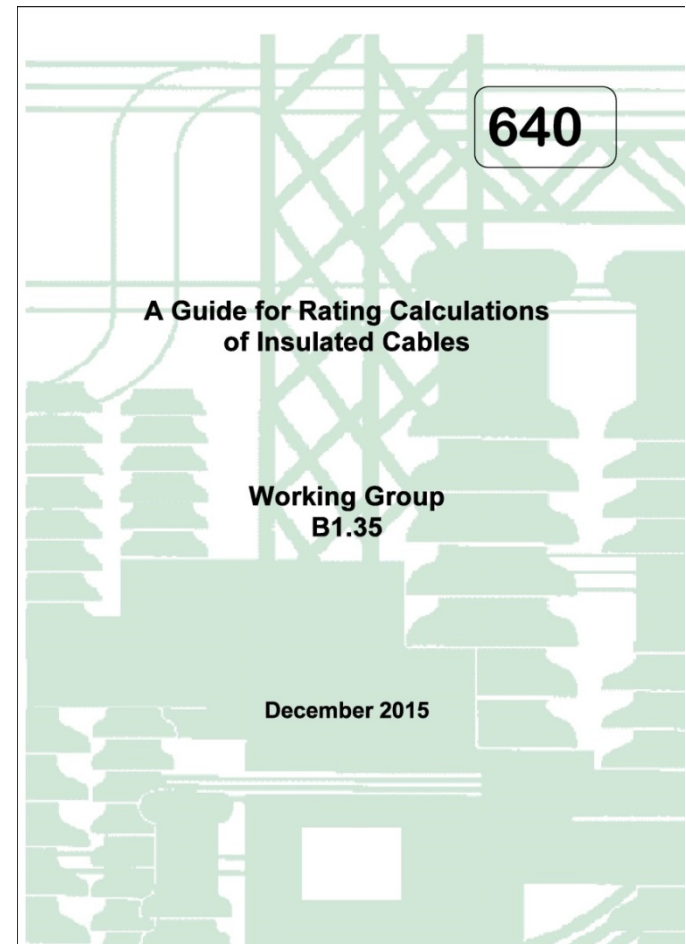 640
A Guide for Rating Calculations
of Insulated Cables
Working Group
B1.35
December 2015